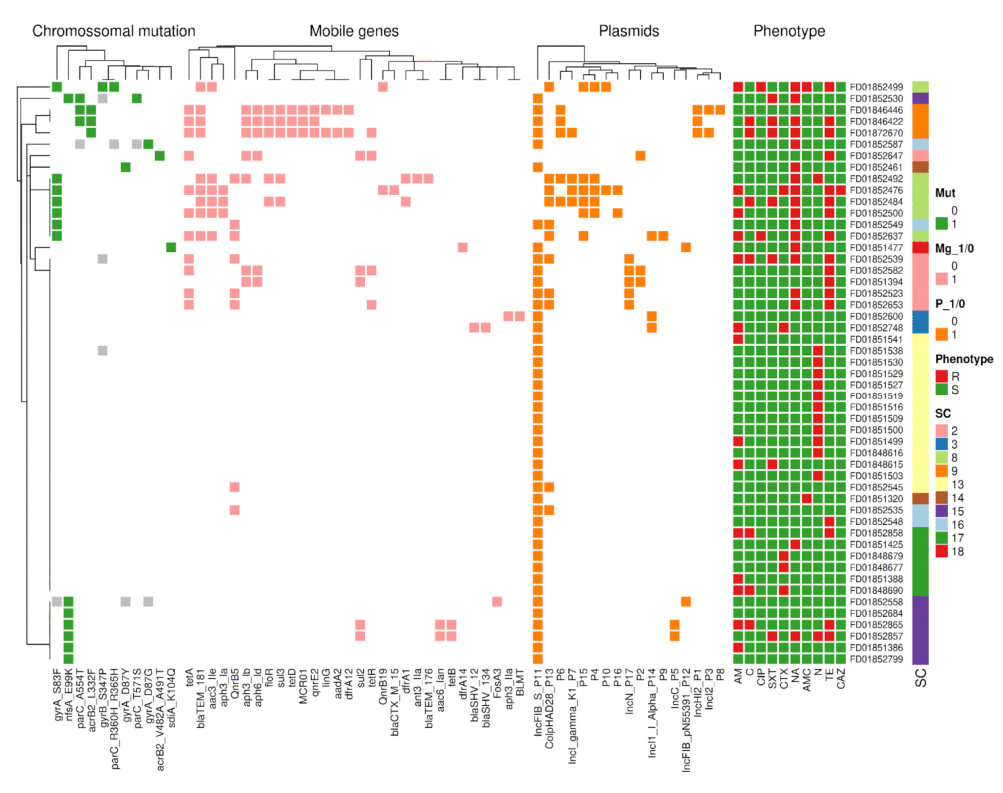 Chromossomal mutation
Mobile genes
Plasmids
Phenotype
FD01852499
FD01852530
FD01846446
FD01846422
FD01872670
FD01852587
FD01852647
FD01852461
FD01852492
FD01852476
FD01852484
FD01852500
FD01852549
FD01852637
FD01851477
FD01852539
FD01852582
FD01851394
FD01852523
FD01852653
FD01852600
FD01852748
FD01851541
FD01851538
FD01851530
FD01851529
FD01851527
FD01851519
FD01851516
FD01851509
FD01851500
FD01851499
FD01848616
FD01848615
FD01851503
FD01852545
FD01851320
FD01852535
FD01852548
FD01852858
FD01851425
FD01848679
FD01848677
FD01851388
FD01848690
FD01852558
FD01852684
FD01852865
FD01852857
FD01851386
FD01852799
Mut
0
1
Mg_1/0
0
1
P_1/0
0
1
Phenotype
R
S
SC
2
3
8
9
13
14
15
16
17
18
gyrA_S83F
nfsA_E99K
parC_A554T
acrB2_L332F
gyrB_S347P
parC_R360H_R365H
gyrA_D87Y
parC_T571S
gyrA_D87G
acrB2_V482A_A491T
sdiA_K104Q
tetA
blaTEM_181
aac3_IIe
aph3_Ia
QnrB5
aph3_Ib
aph6_Id
floR
sul3
tetD
MCR01
qnrE2
linG
aadA2
dfrA12
sul2
tetR
QnrB19
blaCTX_M_15
dfrA1
ant3_IIa
blaTEM_176
aac6_Ian
tetB
dfrA14
blaSHV_12
blaSHV_134
FosA3
aph3_IIa
BLMT
IncFIB_S_P11
ColpHAD28_P13
P6
IncI_gamma_K1_P7
P15
P4
P10
P16
IncN_P17
P2
Inc1_I_Alpha_P14
P9
IncC_P5
IncFIB_pN55391_P12
IncHI2_P1
Incl2_P3
P8
AM
C
CIP
SXT
CTX
NA
AMC
N
TE
CAZ
SC